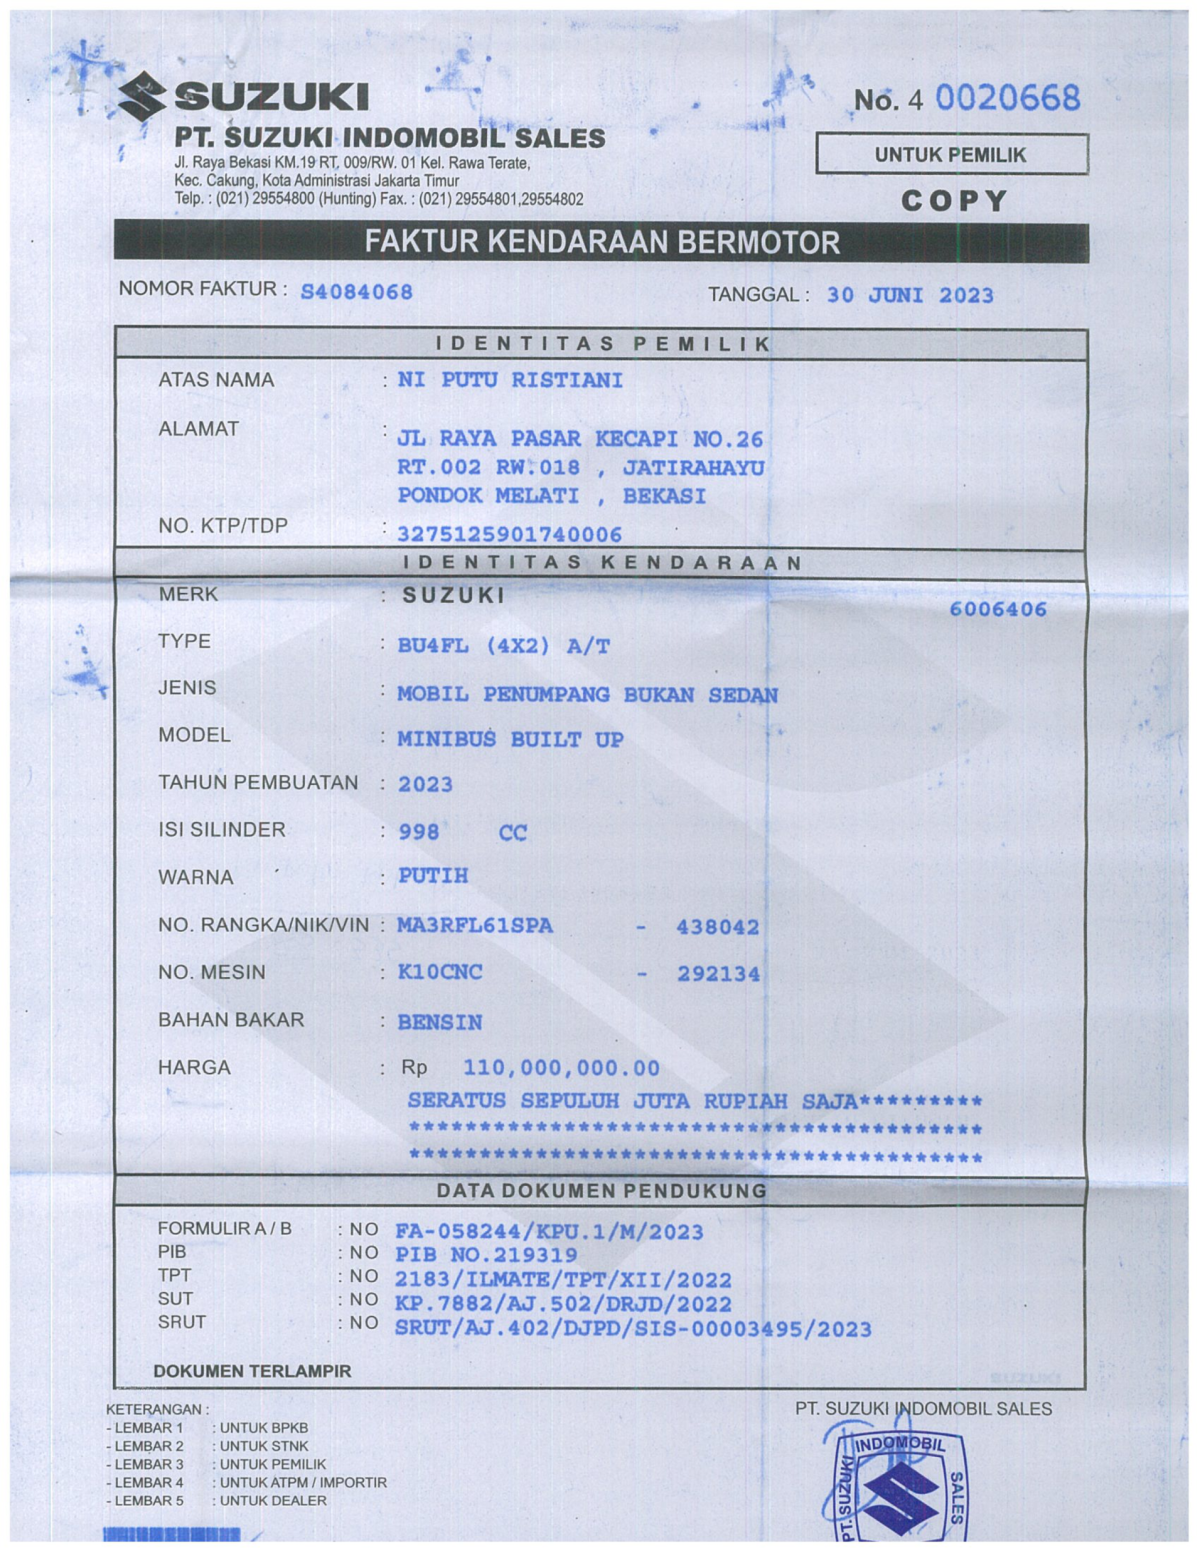 SUZUKI
No. 4 0020668
PT. SUZUKI INDOMOBIL SALES
Jl. Raya Bekasi KM.19 RT. 009/RW. 01 Kel. Rawa Terate,
Kec. Cakung, Kota Administrasi Jakarta Timur
Telp. : (021) 29554800 (Hunting) Fax. : (021) 29554801,29554802
UNTUK PEMILIK
COPY
FAKTUR KENDARAAN BERMOTOR
NOMOR FAKTUR : S4084068
TANGGAL : 30 JUNI 2023
IDENTITAS PEMILIK
ATAS NAMA : NI PUTU RISTIANI
ALAMAT : JL RAYA PASAR KECAPI NO.26
RT.002 RW.018 , JATIRAHAYU
PONDOK MELATI , BEKASI
NO. KTP/TDP : 3275125901740006
IDENTITAS KENDARAAN
MERK : SUZUKI
6006406
TYPE : BU4FL (4X2) A/T
JENIS : MOBIL PENUMPANG BUKAN SEDAN
MODEL : MINIBUS BUILT UP
TAHUN PEMBUATAN : 2023
ISI SILINDER : 998 CC
WARNA : PUTIH
NO. RANGKA/NIK/VIN : MA3RFL61SPA - 438042
NO. MESIN : K10CNC - 292134
BAHAN BAKAR : BENSIN
HARGA : Rp 110,000,000.00
SERATUS SEPULUH JUTA RUPIAH SAJA*********
*****************************************
*****************************************
DATA DOKUMEN PENDUKUNG
FORMULIR A / B : NO FA-058244/KPU.1/M/2023
PIB : NO PIB NO.219319
TPT : NO 2183/ILMATE/TPT/XII/2022
SUT : NO KP.7882/AJ.502/DRJD/2022
SRUT : NO SRUT/AJ.402/DJPD/SIS-00003495/2023
DOKUMEN TERLAMPIR
SUZUKI
KETERANGAN :
- LEMBAR 1 : UNTUK BPKB
- LEMBAR 2 : UNTUK STNK
- LEMBAR 3 : UNTUK PEMILIK
- LEMBAR 4 : UNTUK ATPM / IMPORTIR
- LEMBAR 5 : UNTUK DEALER
PT. SUZUKI INDOMOBIL SALES
PT. SUZUKI INDOMOBIL SALES